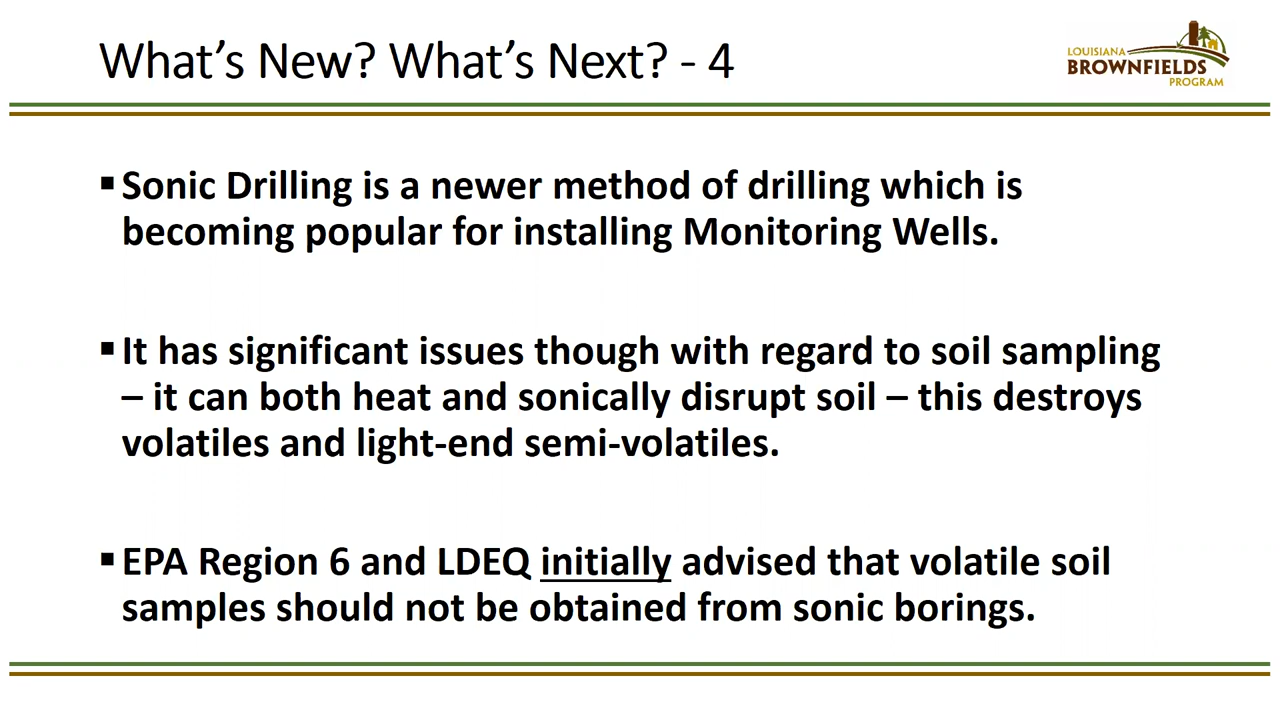 What's New? What's Next? - 4
LOUISIANA
BROWNFIELDS
PROGRAM
▪ Sonic Drilling is a newer method of drilling which is
becoming popular for installing Monitoring Wells.
▪ It has significant issues though with regard to soil sampling
– it can both heat and sonically disrupt soil – this destroys
volatiles and light-end semi-volatiles.
▪ EPA Region 6 and LDEQ initially advised that volatile soil
samples should not be obtained from sonic borings.